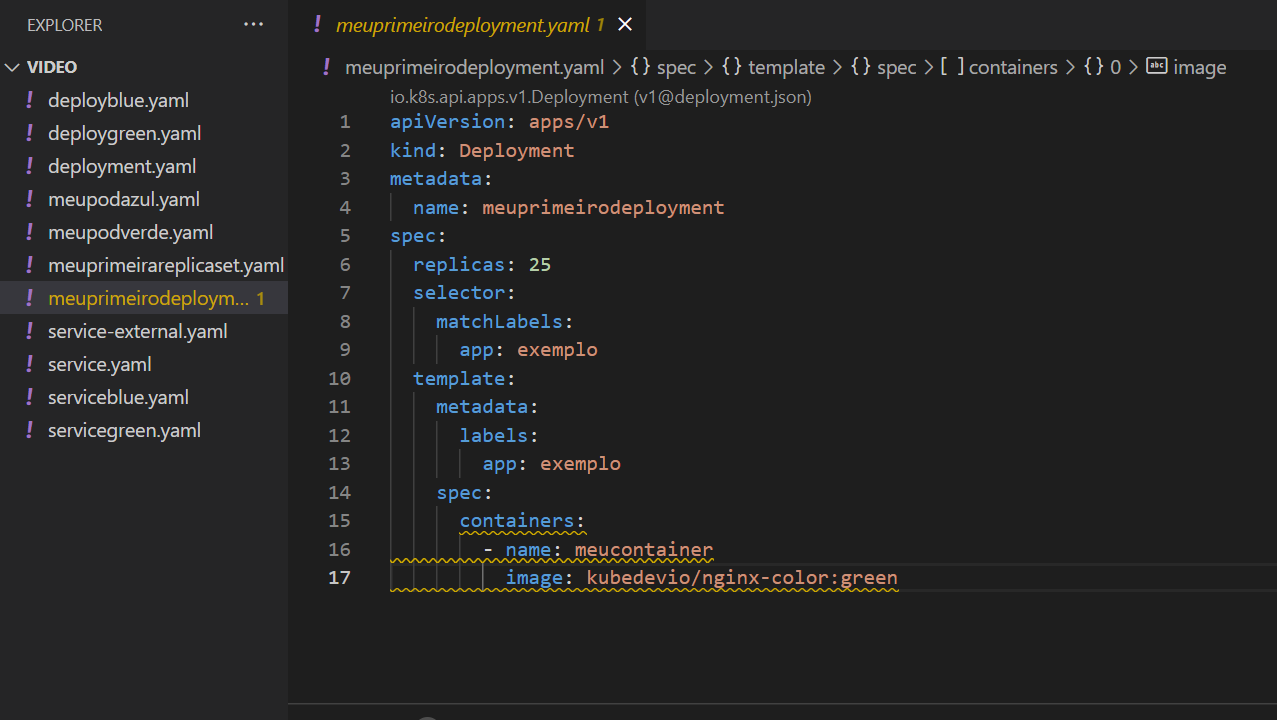 EXPLORER ...
VIDEO
! deployblue.yaml
! deploygreen.yaml
! deployment.yaml
! meupodazul.yaml
! meupodverde.yaml
! meuprimeirareplicaset.yaml
! meuprimeirodeploym... 1
! service-external.yaml
! service.yaml
! serviceblue.yaml
! servicegreen.yaml
! meuprimeirodeployment.yaml 1 ×
! meuprimeirodeployment.yaml > {} spec > {} template > {} spec > [ ] containers > {} 0 > abc image
io.k8s.api.apps.v1.Deployment (v1@deployment.json)
1 apiVersion: apps/v1
2 kind: Deployment
3 metadata:
4   name: meuprimeirodeployment
5 spec:
6   replicas: 25
7   selector:
8     matchLabels:
9       app: exemplo
10   template:
11     metadata:
12       labels:
13         app: exemplo
14     spec:
15       containers:
16         - name: meucontainer
17           image: kubedevio/nginx-color:green